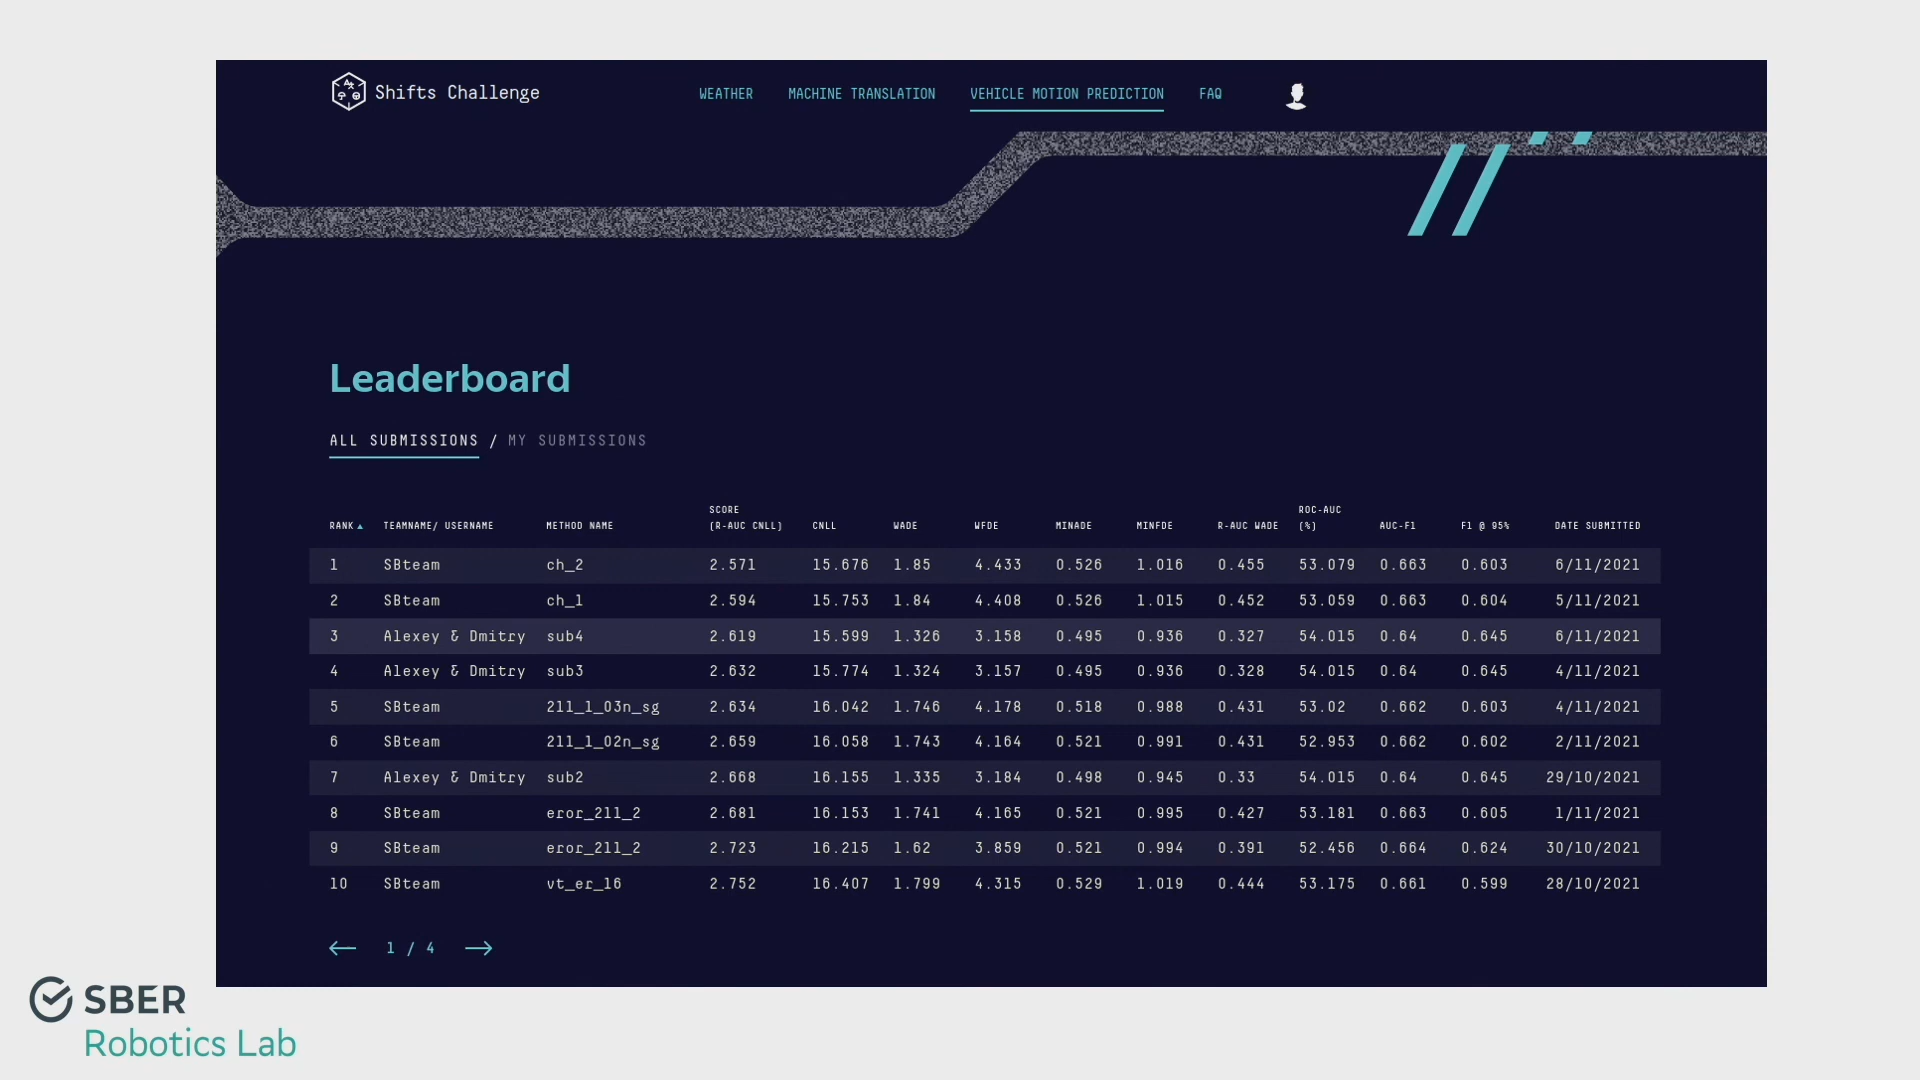 Shifts Challenge WEATHER MACHINE TRANSLATION VEHICLE MOTION PREDICTION FAQ
Leaderboard
ALL SUBMISSIONS / MY SUBMISSIONS
RANK TEAMNAME/ USERNAME METHOD NAME SCORE (R-AUC CNLL) CNLL WADE WFDE MINADE MINFDE R-AUC WADE ROC-AUC (%) AUC-F1 F1 @ 95% DATE SUBMITTED
1 SBteam ch_2 2.571 15.676 1.85 4.433 0.526 1.016 0.455 53.079 0.663 0.603 6/11/2021
2 SBteam ch_1 2.594 15.753 1.84 4.408 0.526 1.015 0.452 53.059 0.663 0.604 5/11/2021
3 Alexey & Dmitry sub4 2.619 15.599 1.326 3.158 0.495 0.936 0.327 54.015 0.64 0.645 6/11/2021
4 Alexey & Dmitry sub3 2.632 15.774 1.324 3.157 0.495 0.936 0.328 54.015 0.64 0.645 4/11/2021
5 SBteam 2ll_l_03n_sg 2.634 16.042 1.746 4.178 0.518 0.988 0.431 53.02 0.662 0.603 4/11/2021
6 SBteam 2ll_l_02n_sg 2.659 16.058 1.743 4.164 0.521 0.991 0.431 52.953 0.662 0.602 2/11/2021
7 Alexey & Dmitry sub2 2.668 16.155 1.335 3.184 0.498 0.945 0.33 54.015 0.64 0.645 29/10/2021
8 SBteam eror_2ll_2 2.681 16.153 1.741 4.165 0.521 0.995 0.427 53.181 0.663 0.605 1/11/2021
9 SBteam eror_2ll_2 2.723 16.215 1.62 3.859 0.521 0.994 0.391 52.456 0.664 0.624 30/10/2021
10 SBteam vt_er_16 2.752 16.407 1.799 4.315 0.529 1.019 0.444 53.175 0.661 0.599 28/10/2021
← 1 / 4 →
SBER
Robotics Lab